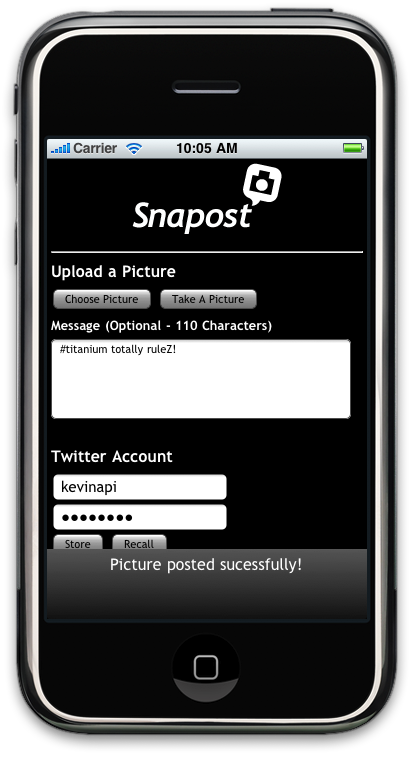 Carrier 10:05 AM
Snapost
Upload a Picture
Choose Picture Take A Picture
Message (Optional - 110 Characters)
#titanium totally ruleZ!
Twitter Account
kevinapi
••••••••
Store Recall
Picture posted sucessfully!